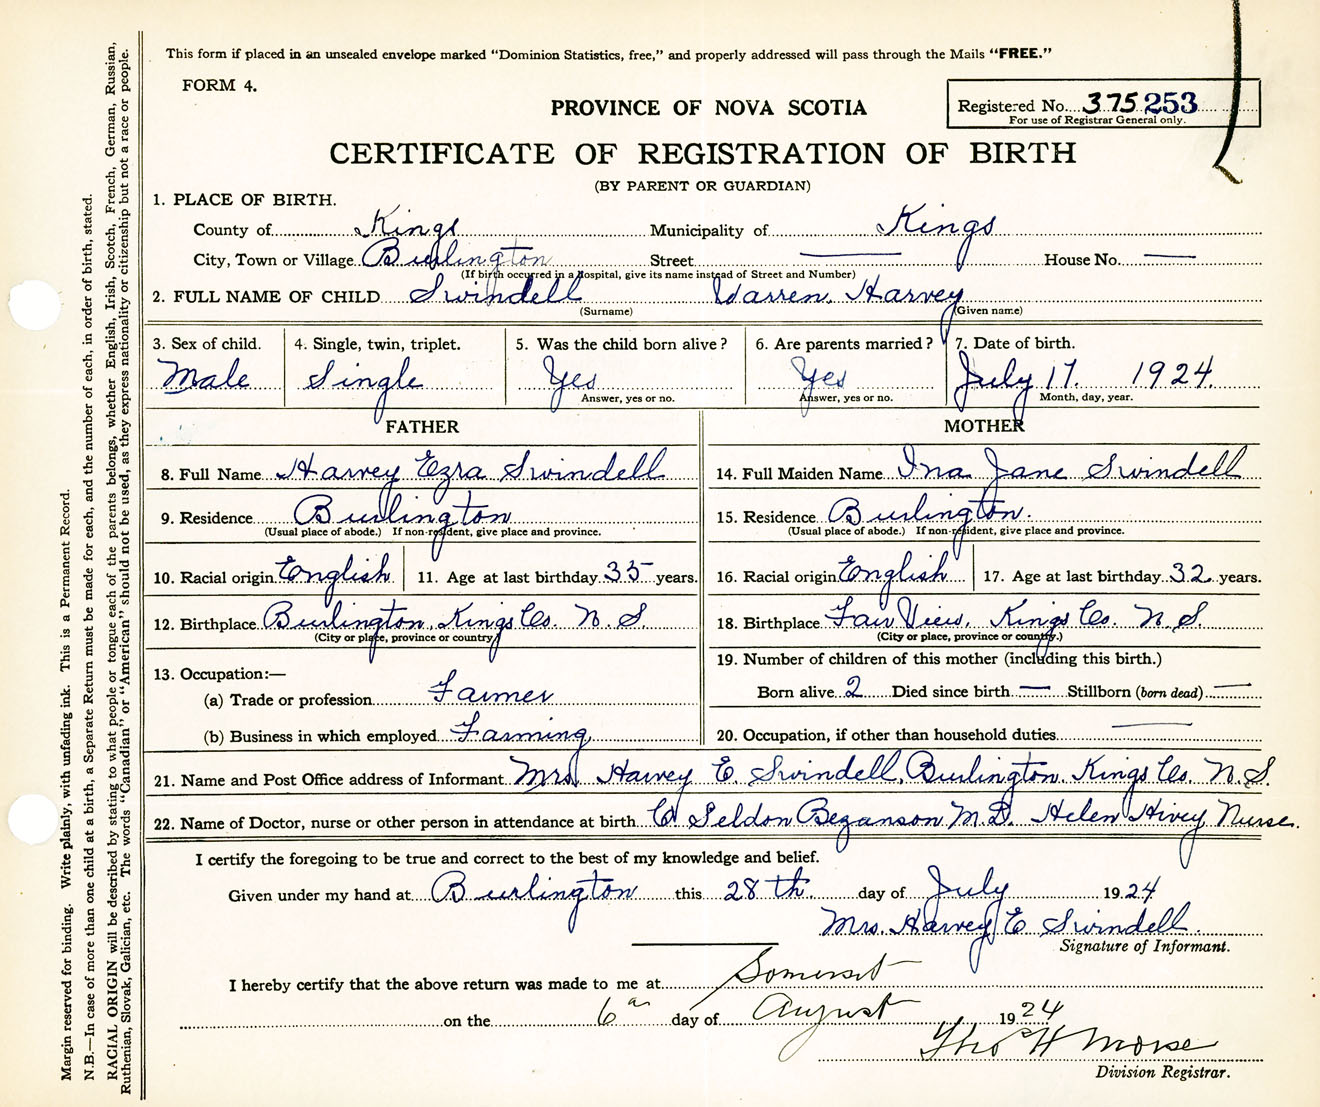 This form if placed in an unsealed envelope marked "Dominion Statistics, free," and properly addressed will pass through the Mails "FREE."
FORM 4.
PROVINCE OF NOVA SCOTIA
Registered No. 375 253
For use of Registrar General only.
CERTIFICATE OF REGISTRATION OF BIRTH
(BY PARENT OR GUARDIAN)
1. PLACE OF BIRTH.
County of Kings Municipality of Kings
City, Town or Village Burlington Street — House No. —
(If birth occurred in a hospital, give its name instead of Street and Number)
2. FULL NAME OF CHILD Swindell Warren Harvey
(Surname) (Given name)
3. Sex of child. 4. Single, twin, triplet. 5. Was the child born alive? 6. Are parents married? 7. Date of birth.
Male Single Yes Yes July 17. 1924.
Answer, yes or no. Answer, yes or no. Month, day, year.
FATHER MOTHER
8. Full Name Harvey Ezra Swindell 14. Full Maiden Name Ina Jane Swindell
9. Residence Burlington 15. Residence Burlington.
(Usual place of abode.) If non-resident, give place and province. (Usual place of abode.) If non-resident, give place and province.
10. Racial origin English 11. Age at last birthday 35 years. 16. Racial origin English 17. Age at last birthday 32 years.
12. Birthplace Burlington, Kings Co. N. S. 18. Birthplace Fair View, Kings Co. N. S.
(City or place, province or country) (City or place, province or country.)
13. Occupation:— 19. Number of children of this mother (including this birth.)
(a) Trade or profession Farmer Born alive 2 Died since birth — Stillborn (born dead) —
(b) Business in which employed Farming 20. Occupation, if other than household duties —
21. Name and Post Office address of Informant Mrs. Harvey E. Swindell, Burlington. Kings Co. N. S.
22. Name of Doctor, nurse or other person in attendance at birth Seldon Bezanson M.D. Helen Nurse.
I certify the foregoing to be true and correct to the best of my knowledge and belief.
Given under my hand at Burlington this 28th. day of July 1924
Mrs. Harvey E Swindell.
Signature of Informant.
I hereby certify that the above return was made to me at Somerset
on the 6 day of August 1924
Thos H Morse
Division Registrar.
Margin reserved for binding. Write plainly, with unfading ink. This is a Permanent Record.
N.B.—In case of more than one child at a birth, a Separate Return must be made for each, and the number of each, in order of birth, stated.
RACIAL ORIGIN will be described by stating to what people or tongue each of the parents belongs, whether English, Irish, Scotch, French, German, Russian,
Ruthenian, Slovak, Galician, etc. The words "Canadian" or "American" should not be used, as they express nationality or citizenship but not a race or people.